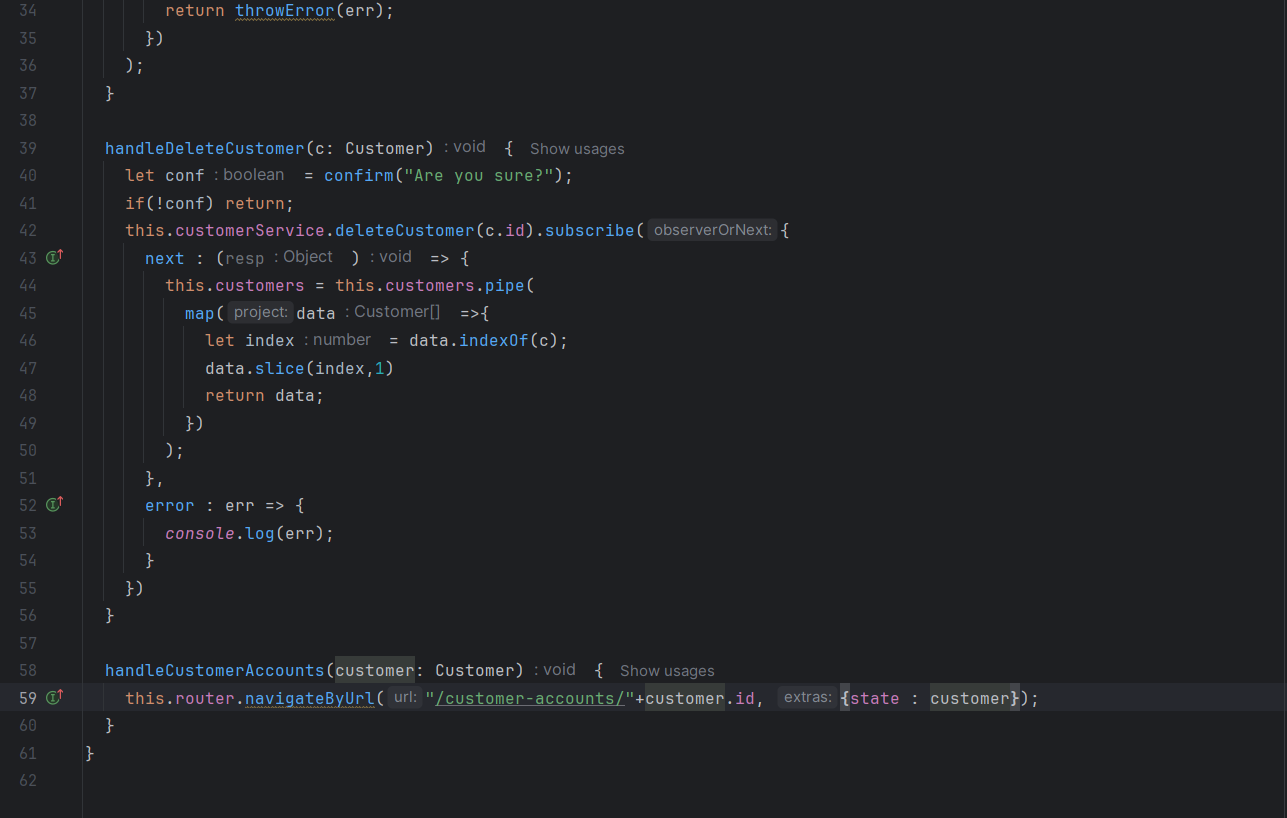 34 return throwError(err);
35 })
36 );
37 }
38
39 handleDeleteCustomer(c: Customer) : void { Show usages
40 let conf : boolean = confirm("Are you sure?");
41 if(!conf) return;
42 this.customerService.deleteCustomer(c.id).subscribe( observerOrNext: {
43 next : (resp : Object ) : void => {
44 this.customers = this.customers.pipe(
45 map( project: data : Customer[] =>{
46 let index : number = data.indexOf(c);
47 data.slice(index,1)
48 return data;
49 })
50 );
51 },
52 error : err => {
53 console.log(err);
54 }
55 })
56 }
57
58 handleCustomerAccounts(customer: Customer) : void { Show usages
59 this.router.navigateByUrl( url: "/customer-accounts/"+customer.id, extras: {state : customer});
60 }
61 }
62